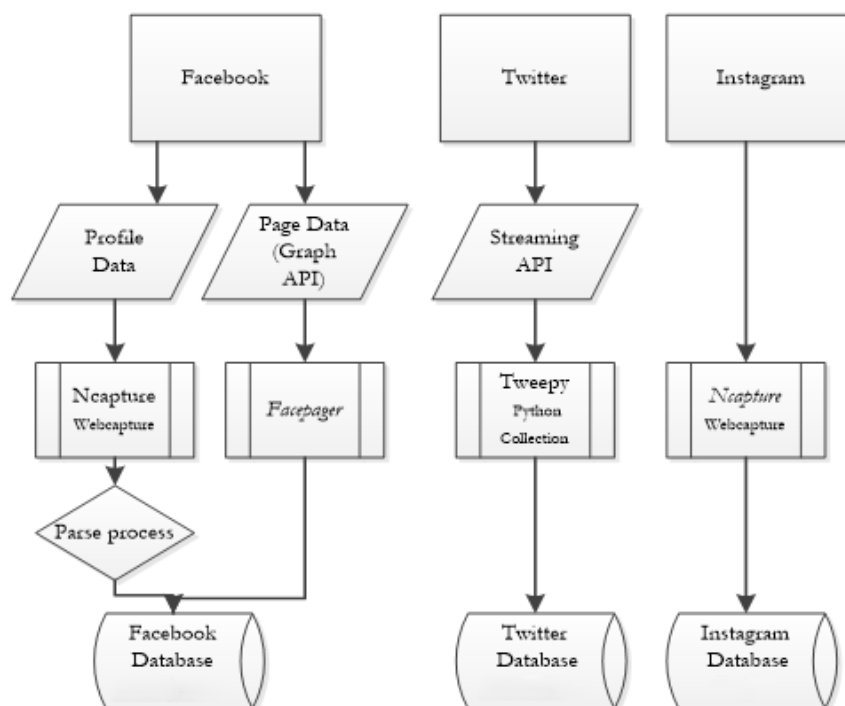 Facebook
Twitter
Instagram
Profile
Data
Page Data
(Graph
API)
Streaming
API
Ncapture
Webcapture
Facepager
Tweepy
Python
Collection
Ncapture
Webcapture
Parse process
Facebook
Database
Twitter
Database
Instagram
Database